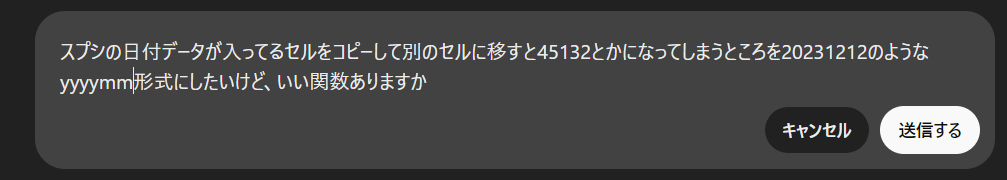 スプシの日付データが入ってるセルをコピーして別のセルに移すと45132とかになってしまうところを20231212のような
yyyymm形式にしたいけど、いい関数ありますか
キャンセル
送信する